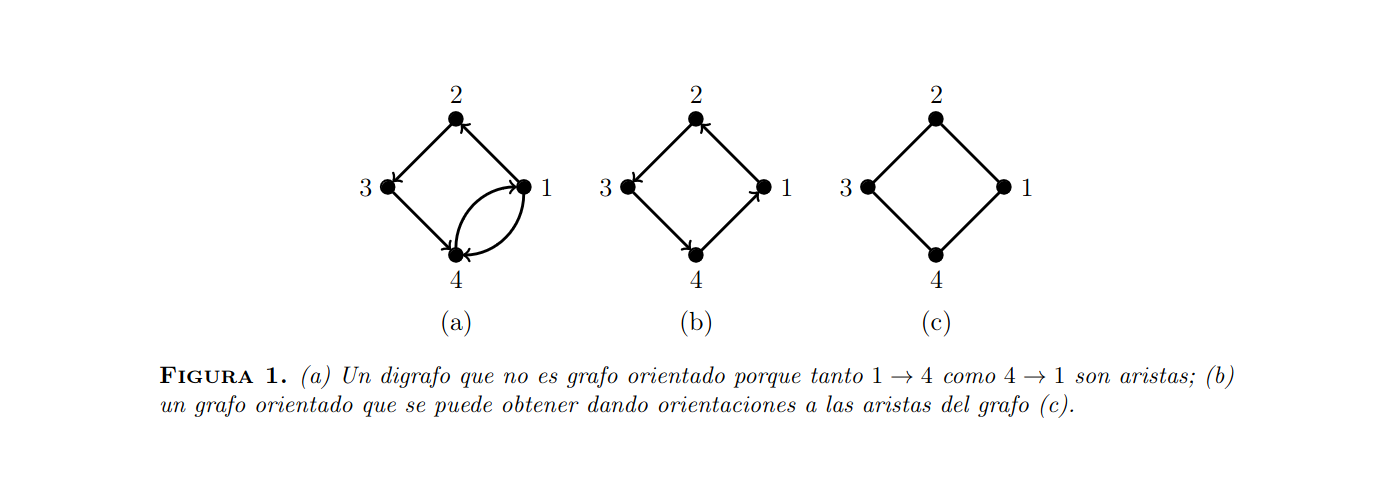 2 2 2
3 1 3 1 3 1
4 4 4
(a) (b) (c)
FIGURA 1. (a) Un digrafo que no es grafo orientado porque tanto 1 → 4 como 4 → 1 son aristas; (b)
un grafo orientado que se puede obtener dando orientaciones a las aristas del grafo (c).